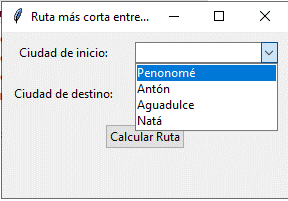 Ruta más corta entre...
Ciudad de inicio:
Penonomé
Antón
Aguadulce
Natá
Ciudad de destino:
Calcular Ruta